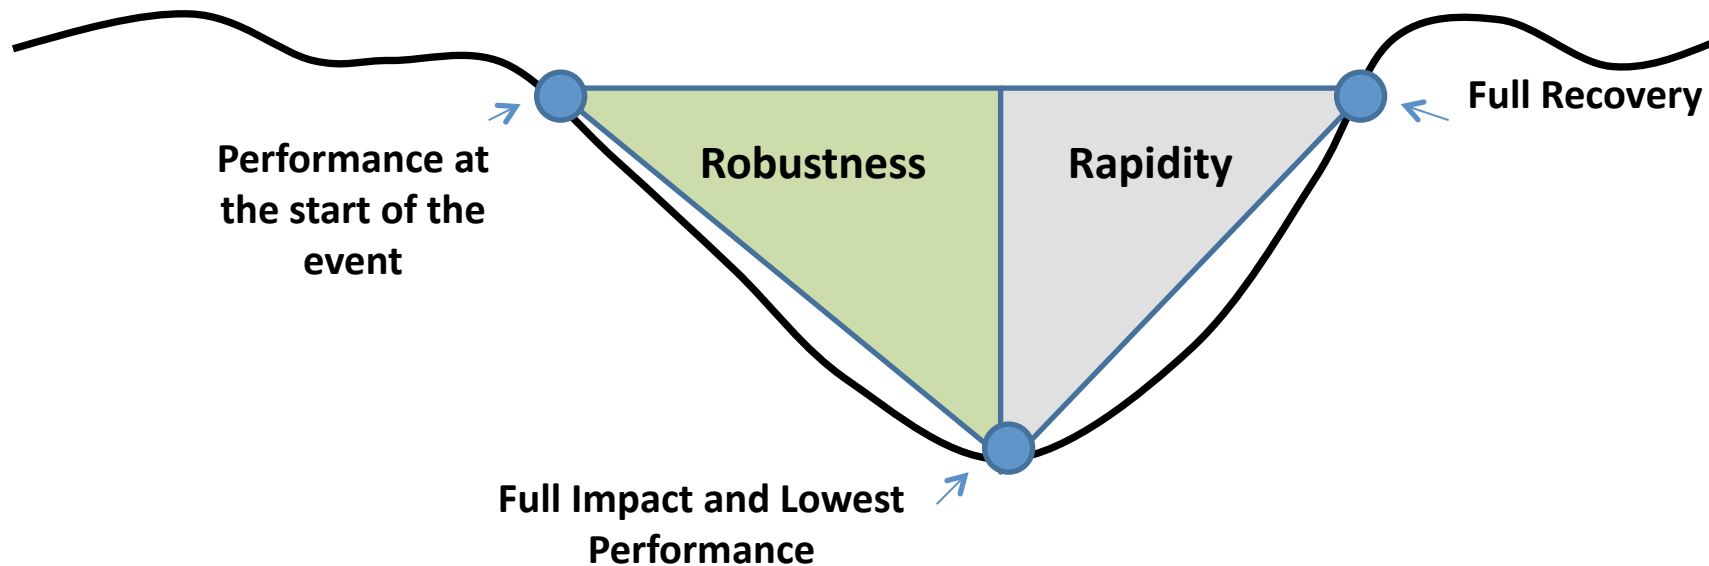 Full Recovery
Performance at
the start of the
event
Robustness
Rapidity
Full Impact and Lowest
Performance